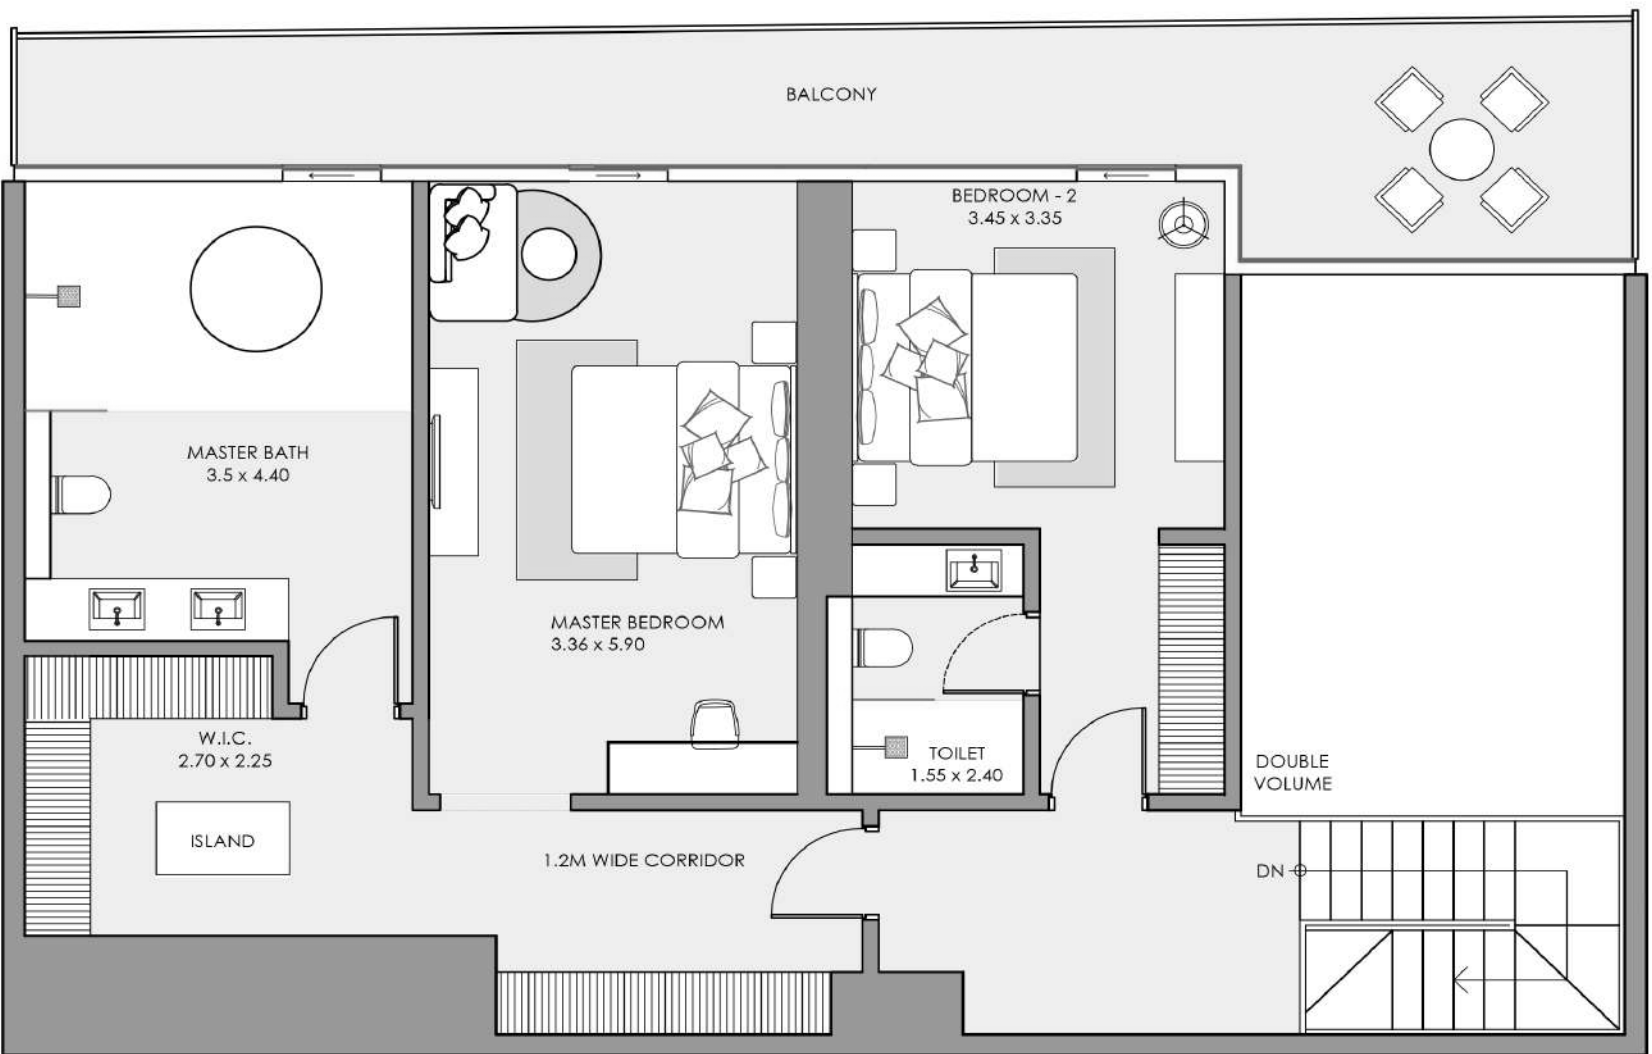 BALCONY
BEDROOM - 2
3.45 x 3.35
MASTER BATH
3.5 x 4.40
MASTER BEDROOM
3.36 x 5.90
W.I.C.
2.70 x 2.25
TOILET
1.55 x 2.40
DOUBLE
VOLUME
ISLAND
1.2M WIDE CORRIDOR
DN